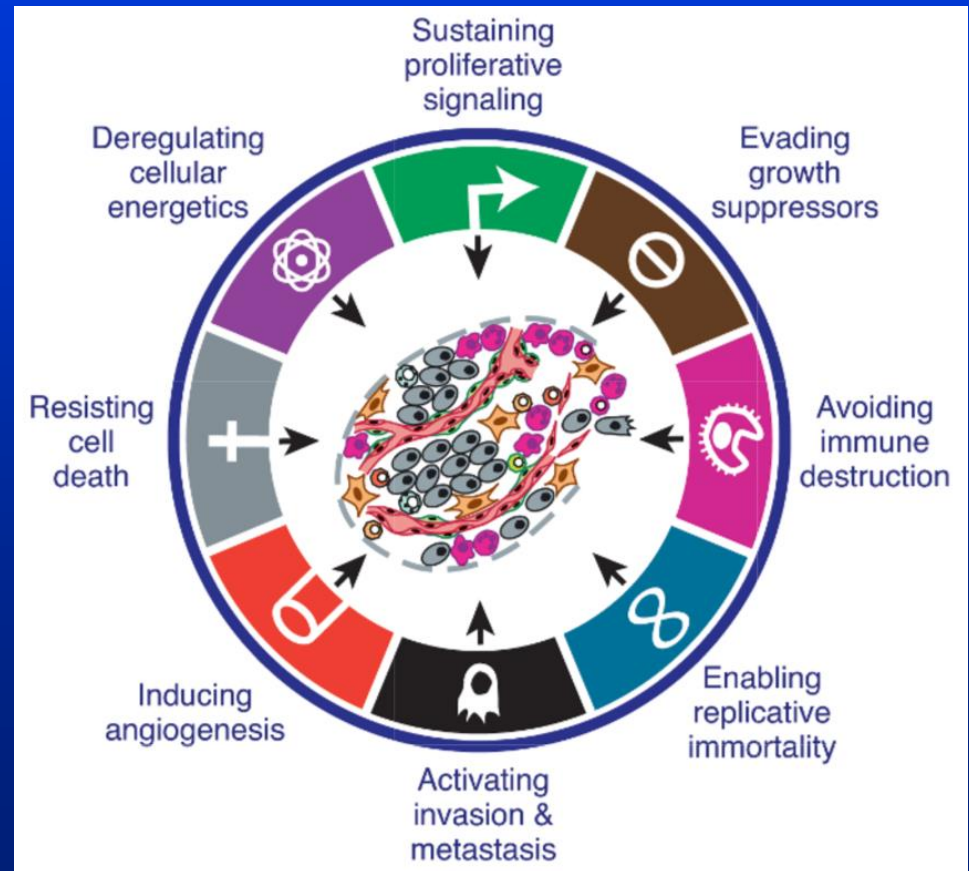 Sustaining
proliferative
signaling
Evading
growth
suppressors
Avoiding
immune
destruction
Enabling
replicative
immortality
Activating
invasion &
metastasis
Inducing
angiogenesis
Resisting
cell
death
Deregulating
cellular
energetics